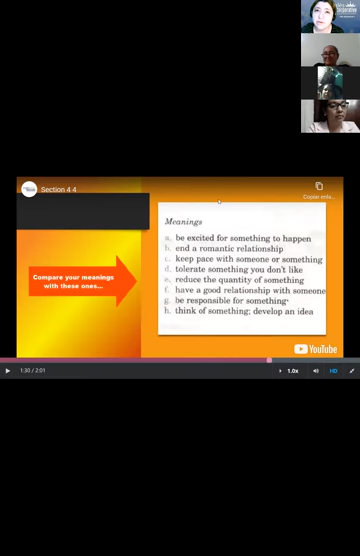 Corporative
Section 4 4
Copiar enla...
Meanings
a. be excited for something to happen
b. end a romantic relationship
c. keep pace with someone or something
d. tolerate something you don't like
e. reduce the quantity of something
f. have a good relationship with someone
g. be responsible for something
h. think of something; develop an idea
Compare your meanings
with these ones...
YouTube
1:30 / 2:01
1.0x
HD